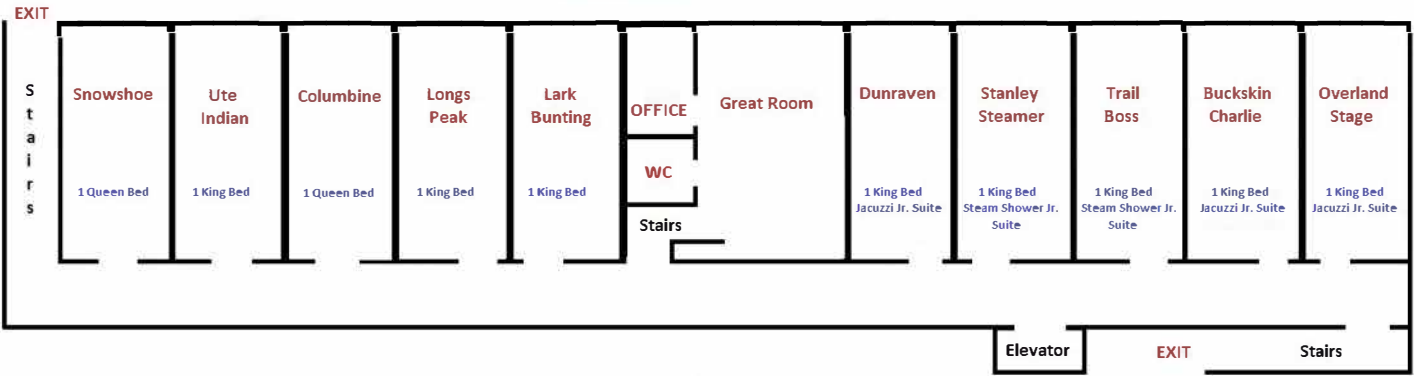 EXIT
Stairs
Snowshoe
1 Queen Bed
Ute
Indian
1 King Bed
Columbine
1 Queen Bed
Longs
Peak
1 King Bed
Lark
Bunting
1 King Bed
OFFICE
WC
Stairs
Great Room
Dunraven
1 King Bed
Jacuzzi Jr. Suite
Stanley
Steamer
1 King Bed
Steam Shower Jr.
Suite
Trail
Boss
1 King Bed
Steam Shower Jr.
Suite
Buckskin
Charlie
1 King Bed
Jacuzzi Jr. Suite
Overland
Stage
1 King Bed
Jacuzzi Jr. Suite
Elevator
EXIT
Stairs